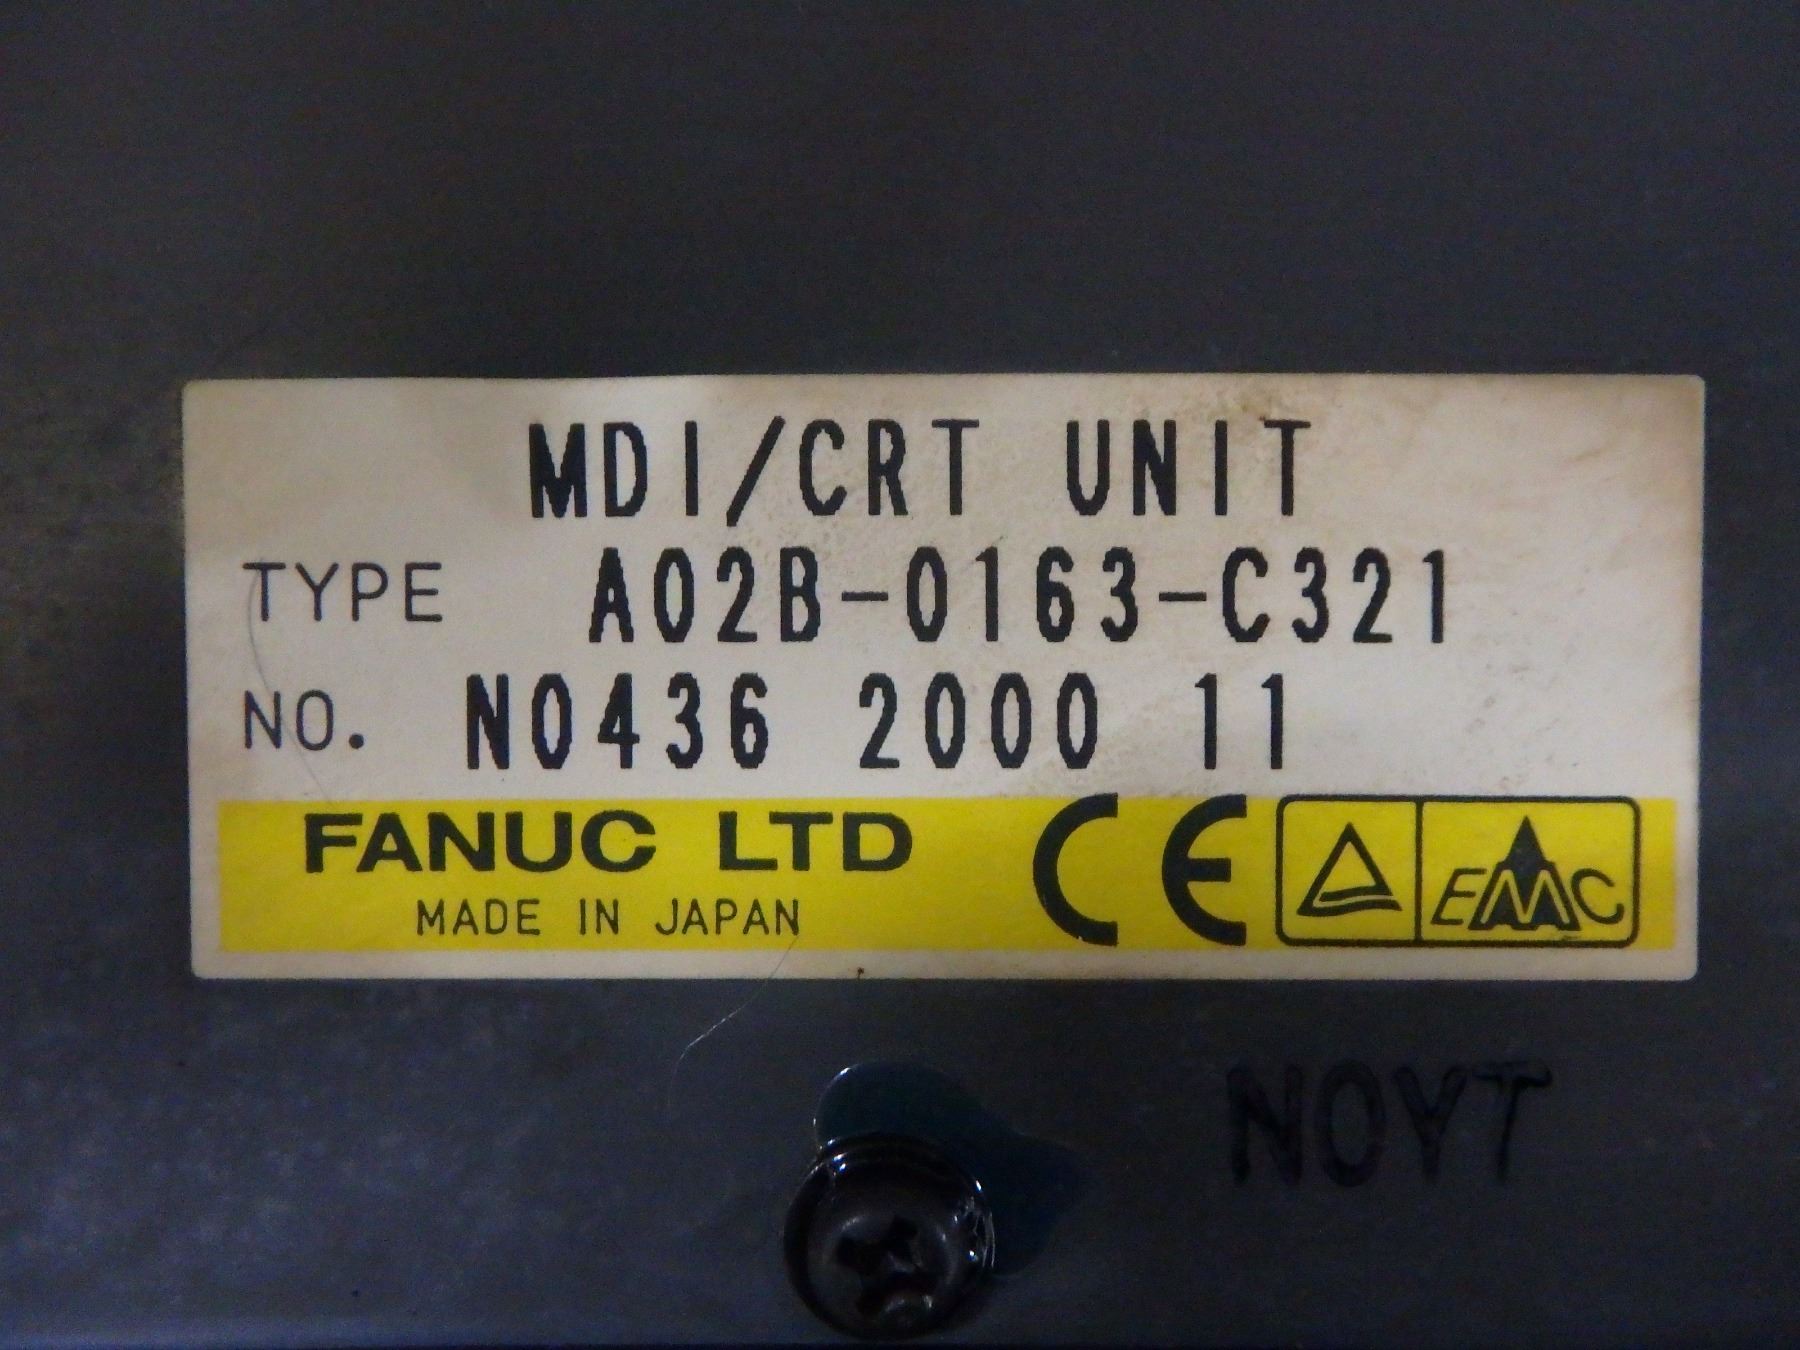 MDI/CRT UNIT
TYPE A02B-0163-C321
NO. N0436 2000 11
FANUC LTD CE EMC
MADE IN JAPAN
NOYT